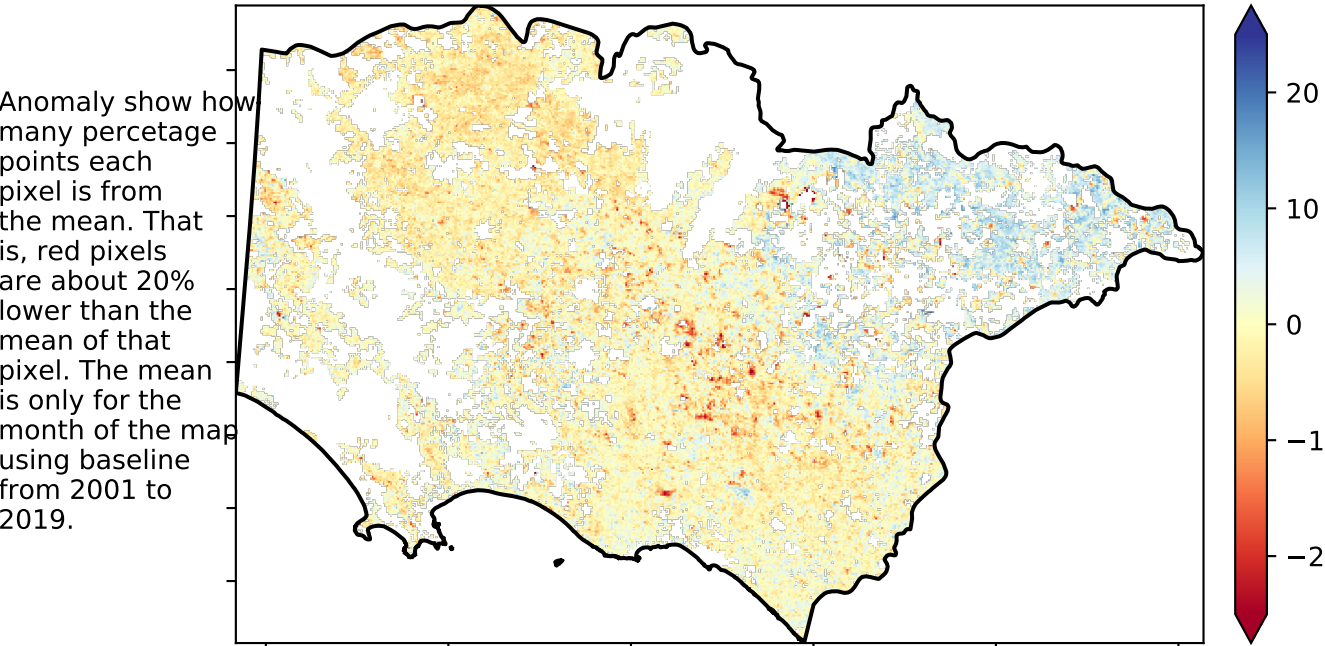 Anomaly show how
many percetage
points each
pixel is from
the mean. That
is, red pixels
are about 20%
lower than the
mean of that
pixel. The mean
is only for the
month of the map
using baseline
from 2001 to
2019.
20
10
0
−1
−2